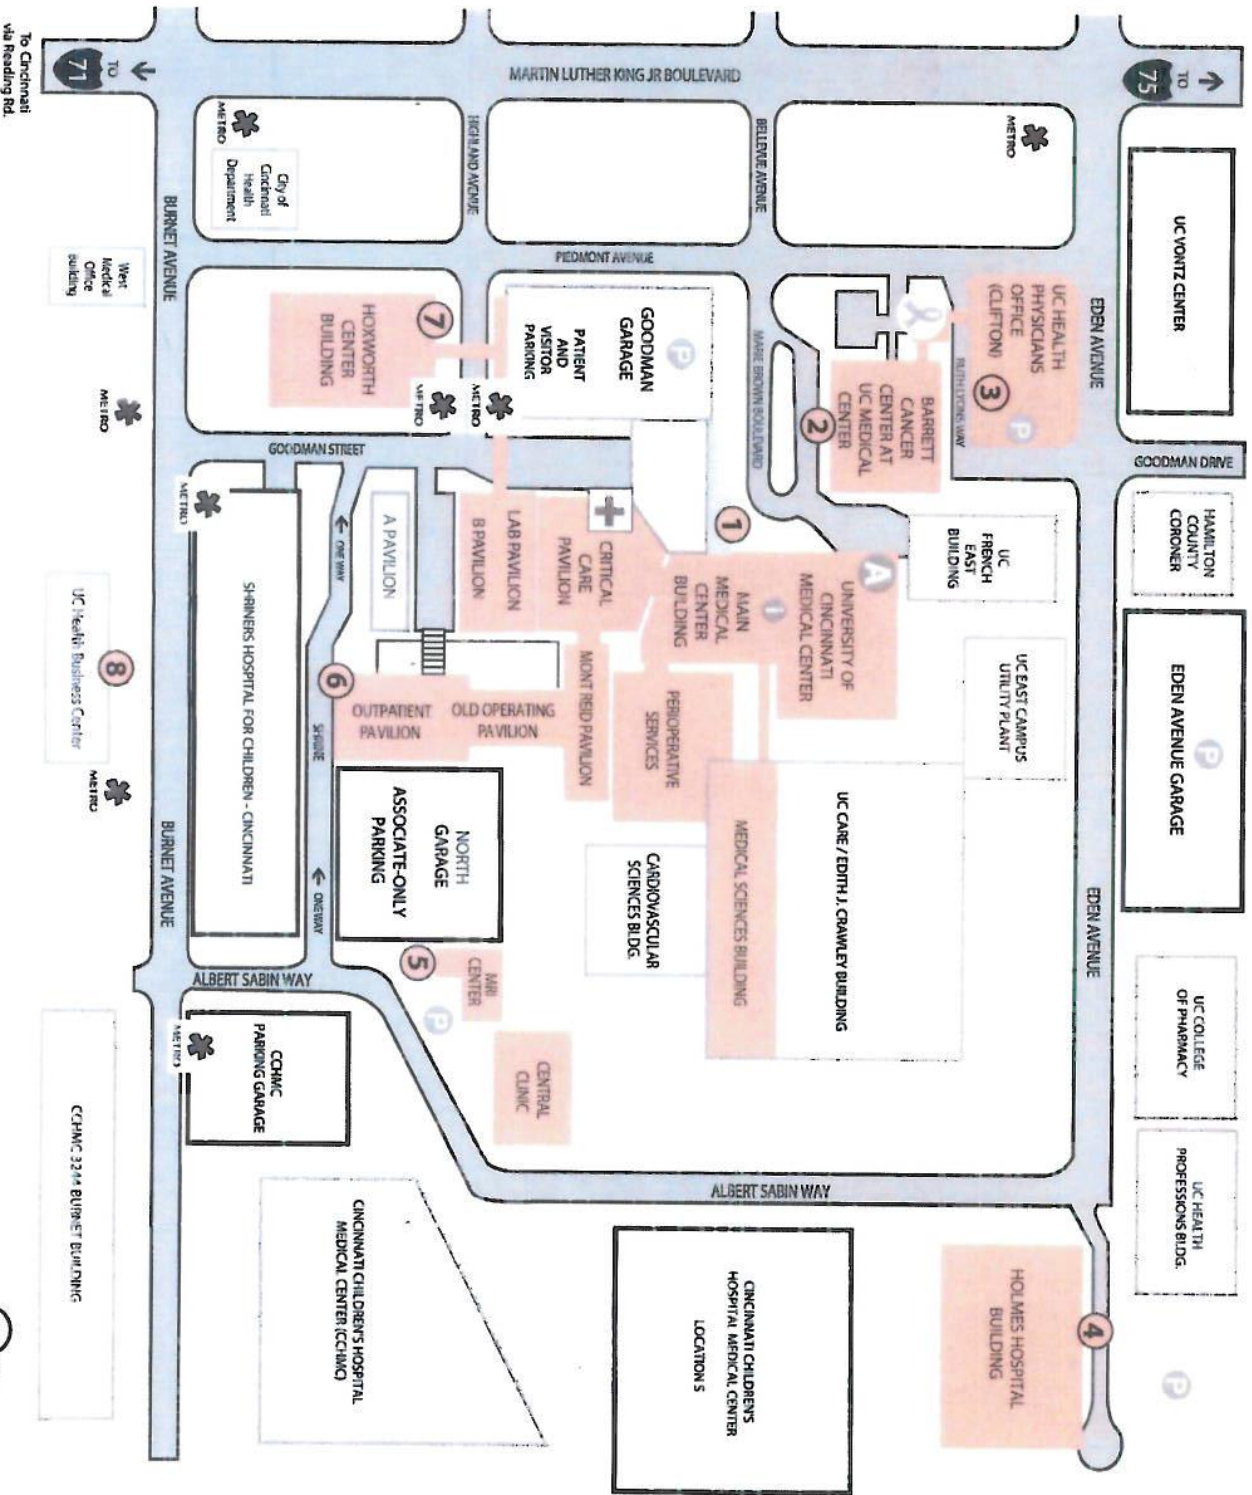 To Cincinnati
via Reading Rd.
TO
71
MARTIN LUTHER KING JR BOULEVARD
TO
75
BURNET AVENUE
HIGHLAND AVENUE
BELLEVUE AVENUE
EDEN AVENUE
PIEDMONT AVENUE
METRO
METRO
City of
Cincinnati
Health
Department
West
Medical
Office
Building
METRO
UC VONTZ CENTER
HOXWORTH
CENTER
BUILDING
7
GOODMAN
GARAGE
P
PATIENT
AND
VISITOR
PARKING
METRO
METRO
MARIE BROWN BOULEVARD
UC HEALTH
PHYSICIANS
OFFICE
(CLIFTON)
3
P
RUTH LYONS WAY
BARRETT
CANCER
CENTER AT
UC MEDICAL
CENTER
2
GOODMAN STREET
GOODMAN DRIVE
METRO
HAMILTON
COUNTY
CORONER
UC
FRENCH
EAST
BUILDING
1
A
UNIVERSITY OF
CINCINNATI
MEDICAL CENTER
i
MAIN
MEDICAL
CENTER
BUILDING
CRITICAL
CARE
PAVILION
LAB PAVILION
B PAVILION
A PAVILION
ONE WAY
SHRINERS HOSPITAL FOR CHILDREN - CINCINNATI
UC Health Business Center
8
METRO
6
SHRINE
ONE WAY
OUTPATIENT
PAVILION
OLD OPERATING
PAVILION
MONT REID PAVILION
PERIOPERATIVE
SERVICES
UC EAST CAMPUS
UTILITY PLANT
EDEN AVENUE GARAGE
P
NORTH
GARAGE
ASSOCIATE-ONLY
PARKING
CARDIOVASCULAR
SCIENCES BLDG.
MEDICAL SCIENCES BUILDING
UC CARE / EDITH J. CRAWLEY BUILDING
EDEN AVENUE
BURNET AVENUE
ALBERT SABIN WAY
5
MRI
CENTER
P
CENTRAL
CLINIC
UC COLLEGE
OF PHARMACY
UC HEALTH
PROFESSIONS BLDG.
METRO
CCHMC
PARKING GARAGE
ALBERT SABIN WAY
CCHMC 3244 BURNET BUILDING
CINCINNATI CHILDREN'S HOSPITAL
MEDICAL CENTER (CCHMC)
CINCINNATI CHILDREN'S
HOSPITAL MEDICAL CENTER
LOCATION S
HOLMES HOSPITAL
BUILDING
4
P